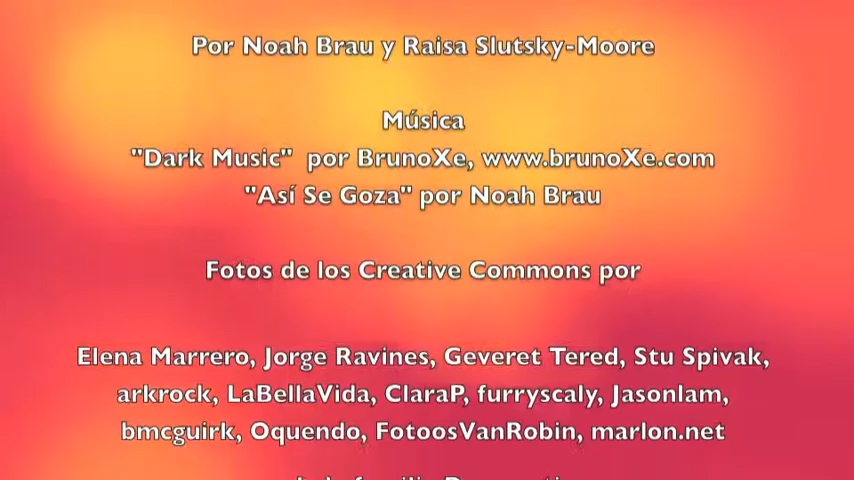 Por Noah Brau y Raisa Slutsky-Moore
Música
"Dark Music" por BrunoXe, www.brunoXe.com
"Así Se Goza" por Noah Brau
Fotos de los Creative Commons por
Elena Marrero, Jorge Ravines, Geveret Tered, Stu Spivak,
arkrock, LaBellaVida, ClaraP, furryscaly, Jasonlam,
bmcguirk, Oquendo, FotoosVanRobin, marlon.net